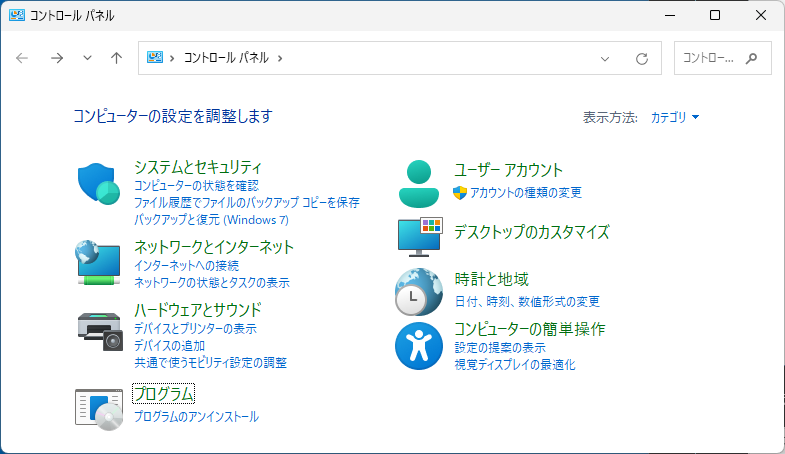 コントロール パネル
コントロール パネル
コントロー...
コンピューターの設定を調整します
表示方法: カテゴリ
システムとセキュリティ
コンピューターの状態を確認
ファイル履歴でファイルのバックアップ コピーを保存
バックアップと復元 (Windows 7)
ネットワークとインターネット
インターネットへの接続
ネットワークの状態とタスクの表示
ハードウェアとサウンド
デバイスとプリンターの表示
デバイスの追加
共通で使うモビリティ設定の調整
プログラム
プログラムのアンインストール
ユーザー アカウント
アカウントの種類の変更
デスクトップのカスタマイズ
時計と地域
日付、時刻、数値形式の変更
コンピューターの簡単操作
設定の提案の表示
視覚ディスプレイの最適化